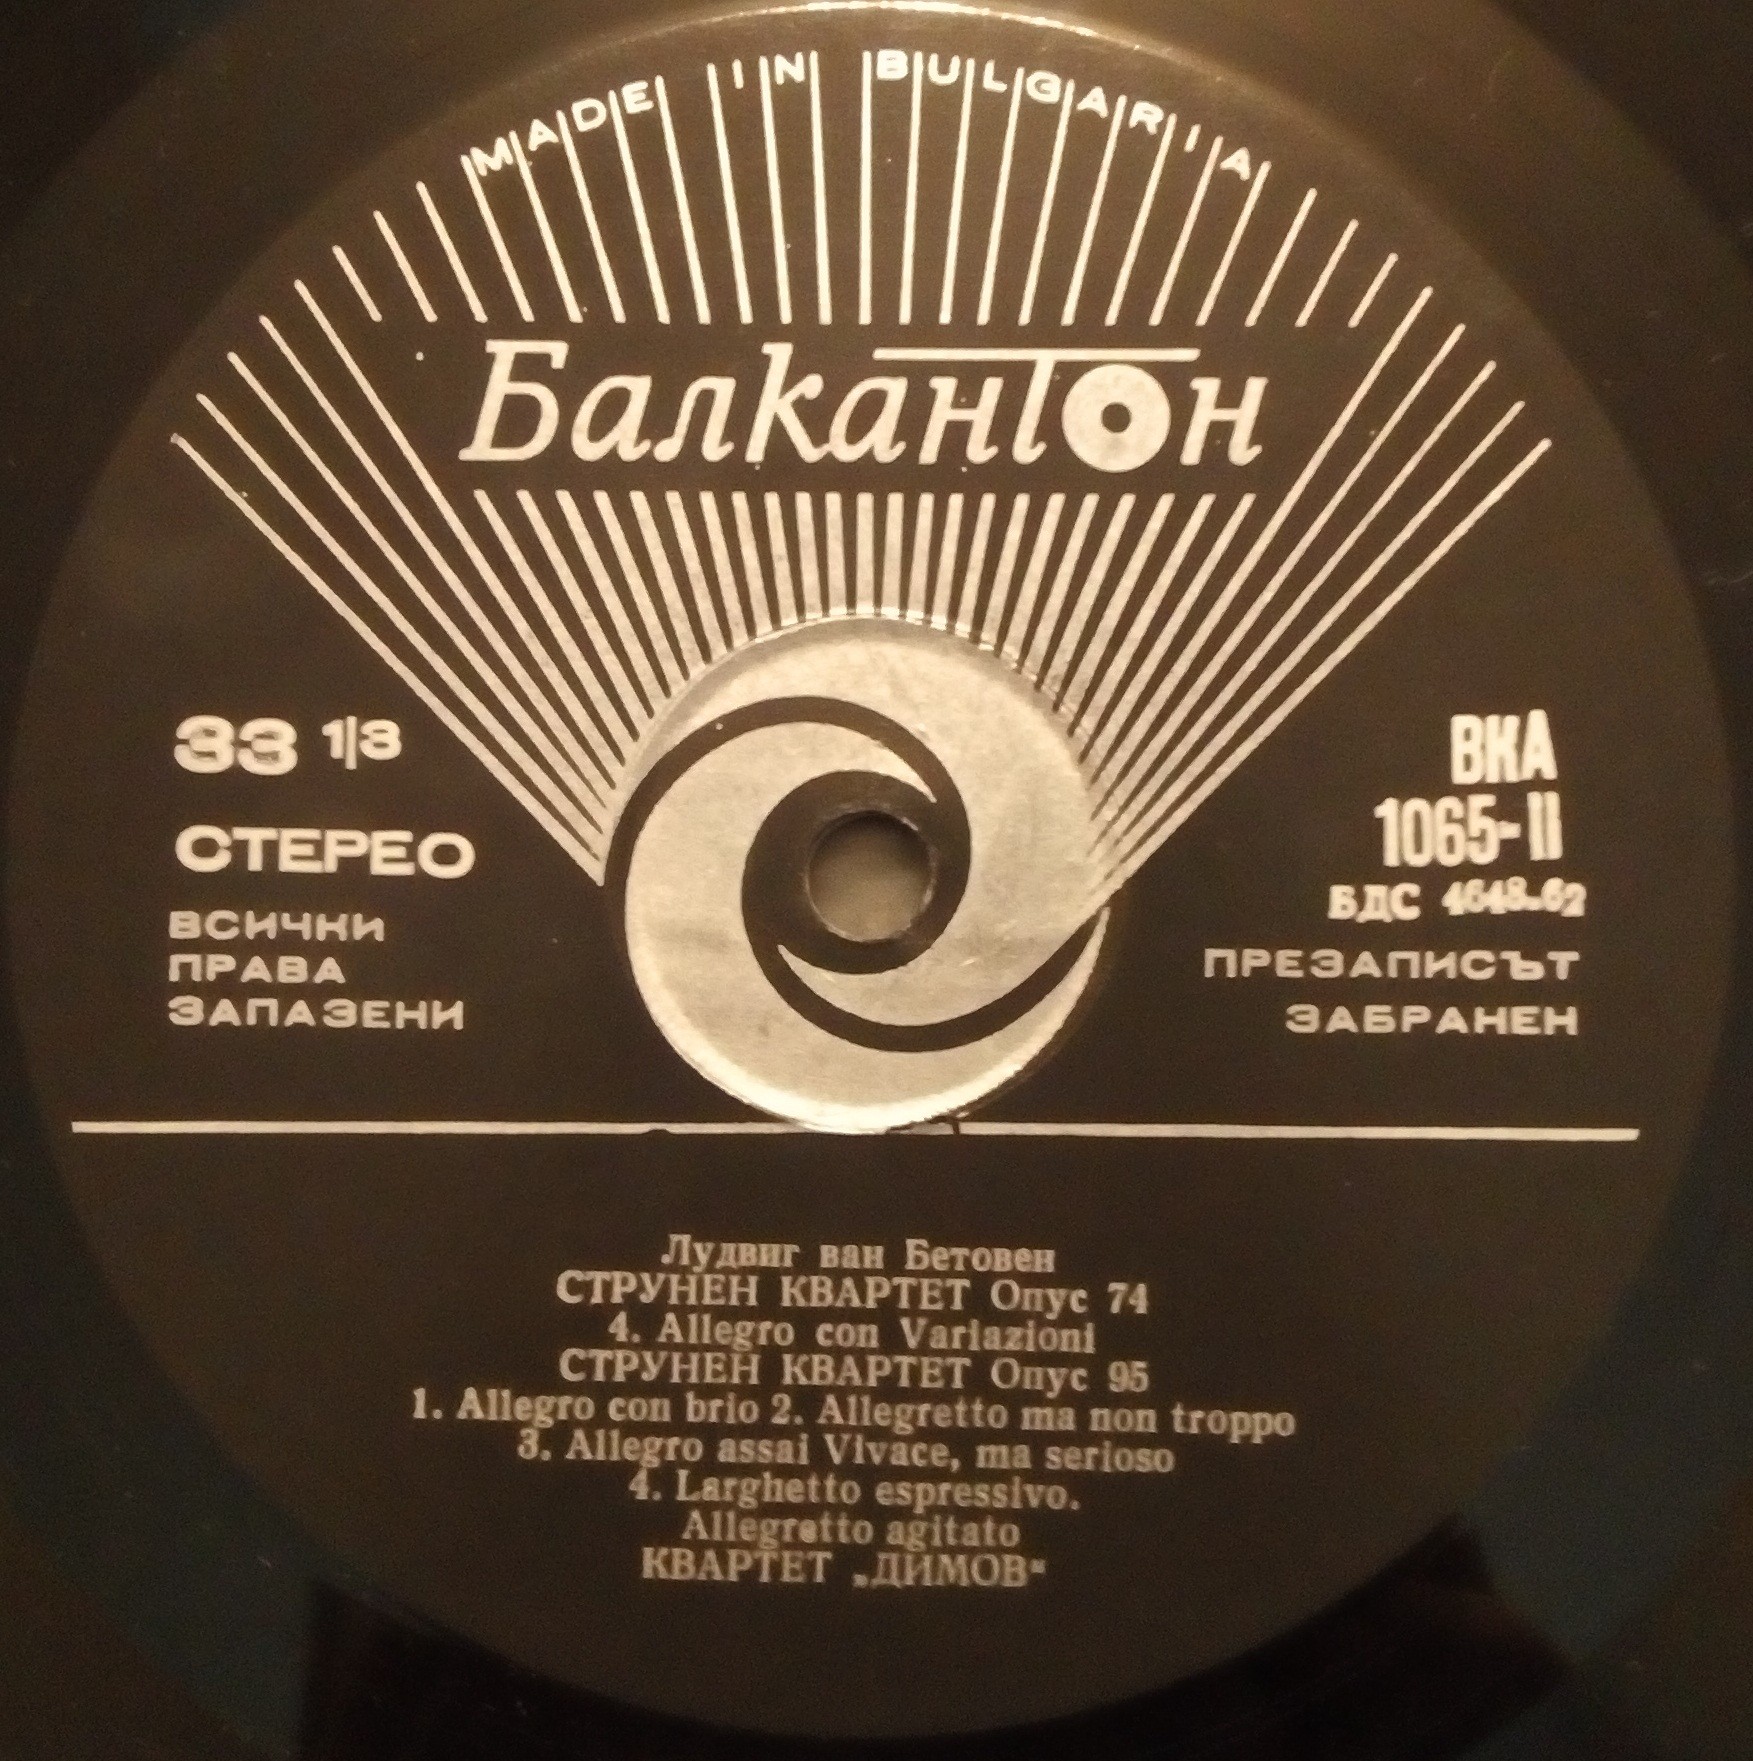 MADE IN BULGARIA
Балкантон
33 1/3
СТЕРЕО
ВСИЧКИ
ПРАВА
ЗАПАЗЕНИ
ВКА
1065-II
БДС 4648-62
ПРЕЗАПИСЪТ
ЗАБРАНЕН
Лудвиг ван Бетовен
СТРУНЕН КВАРТЕТ Опус 74
4. Allegro con Variazioni
СТРУНЕН КВАРТЕТ Опус 95
1. Allegro con brio 2. Allegretto ma non troppo
3. Allegro assai Vivace, ma serioso
4. Larghetto espressivo.
Allegretto agitato
КВАРТЕТ „ДИМОВ“